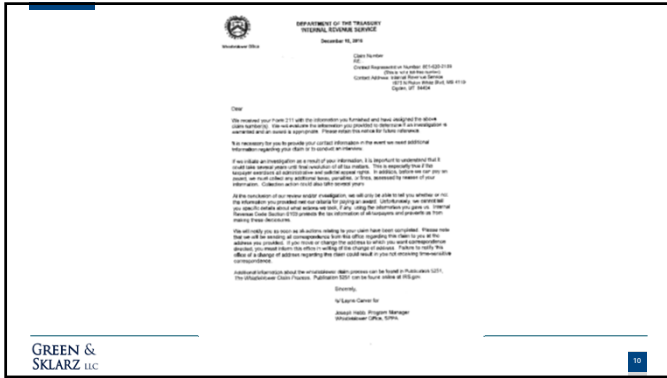 DEPARTMENT OF THE TREASURY
INTERNAL REVENUE SERVICE
December 10,
Whistleblower Office
Claim Number
RE:
Contact Representative Number:
(This is not a toll-free number)
Contact Address: Internal Revenue Service
Ogden, UT 84404
Dear
We received your Form 211 with the information you furnished and have assigned the above
claim number(s). We will evaluate the information you provided to determine if an investigation is
warranted and an award is appropriate. Please retain this notice for future reference.
It is necessary for you to provide your contact information in the event we need additional
information regarding your claim or to conduct an interview.
If we initiate an investigation as a result of your information, it is important to understand that it
could take several years until final resolution of all tax matters. This is especially true if the
taxpayer exercises all administrative and judicial appeal rights. In addition, before we can pay an
award, we must collect any additional taxes, penalties, or fines, assessed by reason of your
information. Collection action could also take several years.
At the conclusion of our review and/or investigation, we will only be able to tell you whether or not
the information you provided met our criteria for paying an award. Unfortunately, we cannot tell
you specific details about what actions we took, if any, using the information you gave us. Internal
Revenue Code Section 6103 protects the tax information of all taxpayers and prevents us from
making these disclosures.
We will notify you as soon as all actions relating to your claim have been completed. Please note
that we will be sending all correspondence from this office regarding this claim to you at the
address you provided. If you move or change the address to which you want correspondence
directed, you must inform this office in writing of the change of address. Failure to notify this
office of a change of address regarding this claim could result in you not receiving time-sensitive
correspondence.
Additional information about the whistleblower claim process can be found in Publication 5251,
The Whistleblower Claim Process. Publication 5251 can be found online at IRS.gov.
Sincerely,
Program Manager
Whistleblower Office,
GREEN &
SKLARZ LLC
10